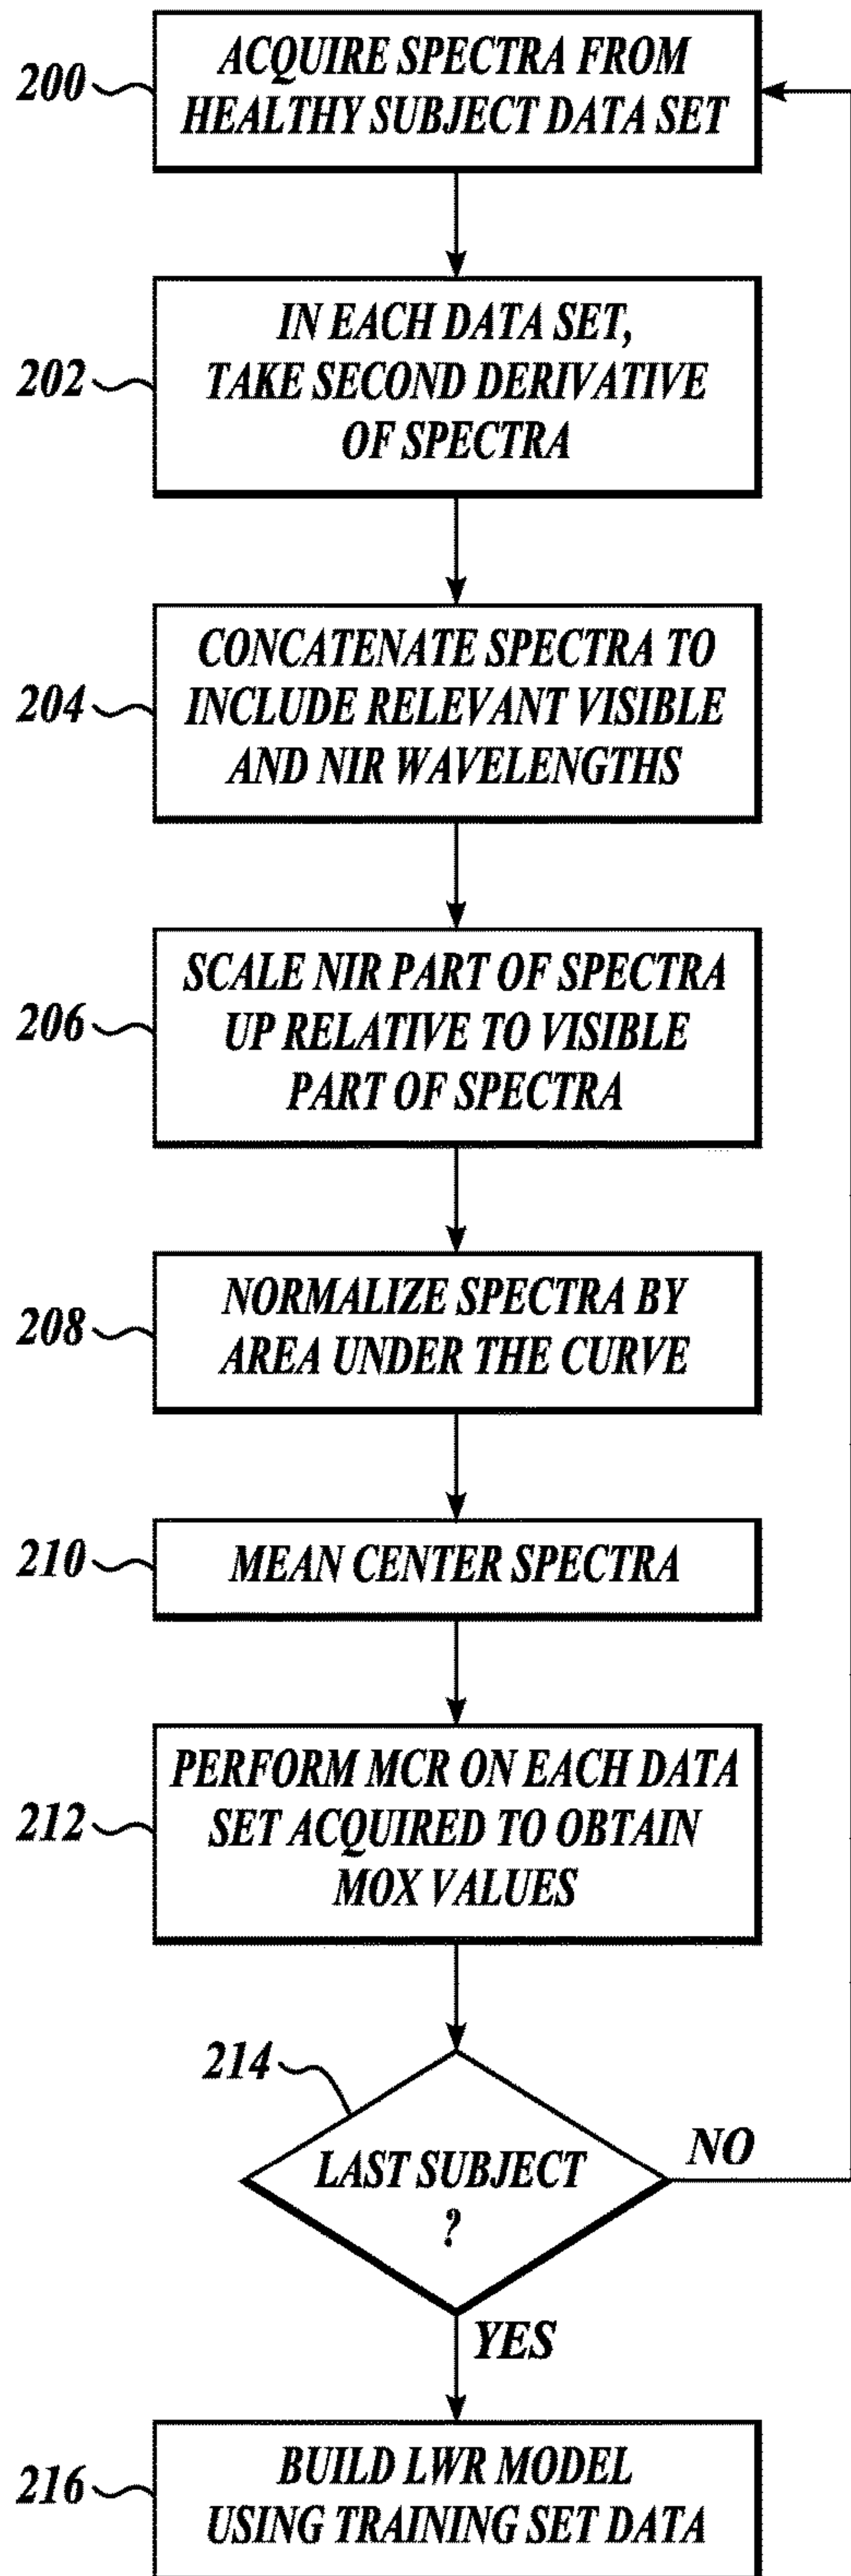 200
ACQUIRE SPECTRA FROM
HEALTHY SUBJECT DATA SET
202
IN EACH DATA SET,
TAKE SECOND DERIVATIVE
OF SPECTRA
204
CONCATENATE SPECTRA TO
INCLUDE RELEVANT VISIBLE
AND NIR WAVELENGTHS
206
SCALE NIR PART OF SPECTRA
UP RELATIVE TO VISIBLE
PART OF SPECTRA
208
NORMALIZE SPECTRA BY
AREA UNDER THE CURVE
210
MEAN CENTER SPECTRA
212
PERFORM MCR ON EACH DATA
SET ACQUIRED TO OBTAIN
MOX VALUES
214
LAST SUBJECT
?
NO
YES
216
BUILD LWR MODEL
USING TRAINING SET DATA